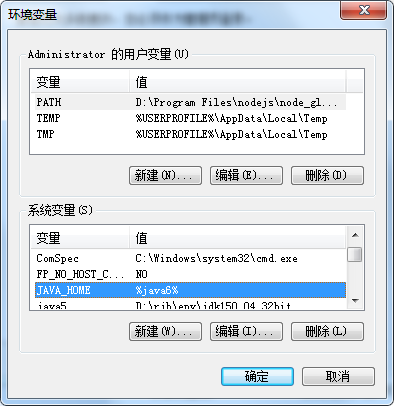 环境变量
Administrator 的用户变量(U)
变量 值
PATH D:\Program Files\nodejs\node_gl...
TEMP %USERPROFILE%\AppData\Local\Temp
TMP %USERPROFILE%\AppData\Local\Temp
新建(N)... 编辑(E)... 删除(D)
系统变量(S)
变量 值
ComSpec C:\Windows\system32\cmd.exe
FP_NO_HOST_C... NO
JAVA_HOME %java6%
java5 D:\rib\env\jdk150_04_32bit
新建(W)... 编辑(I)... 删除(L)
确定 取消